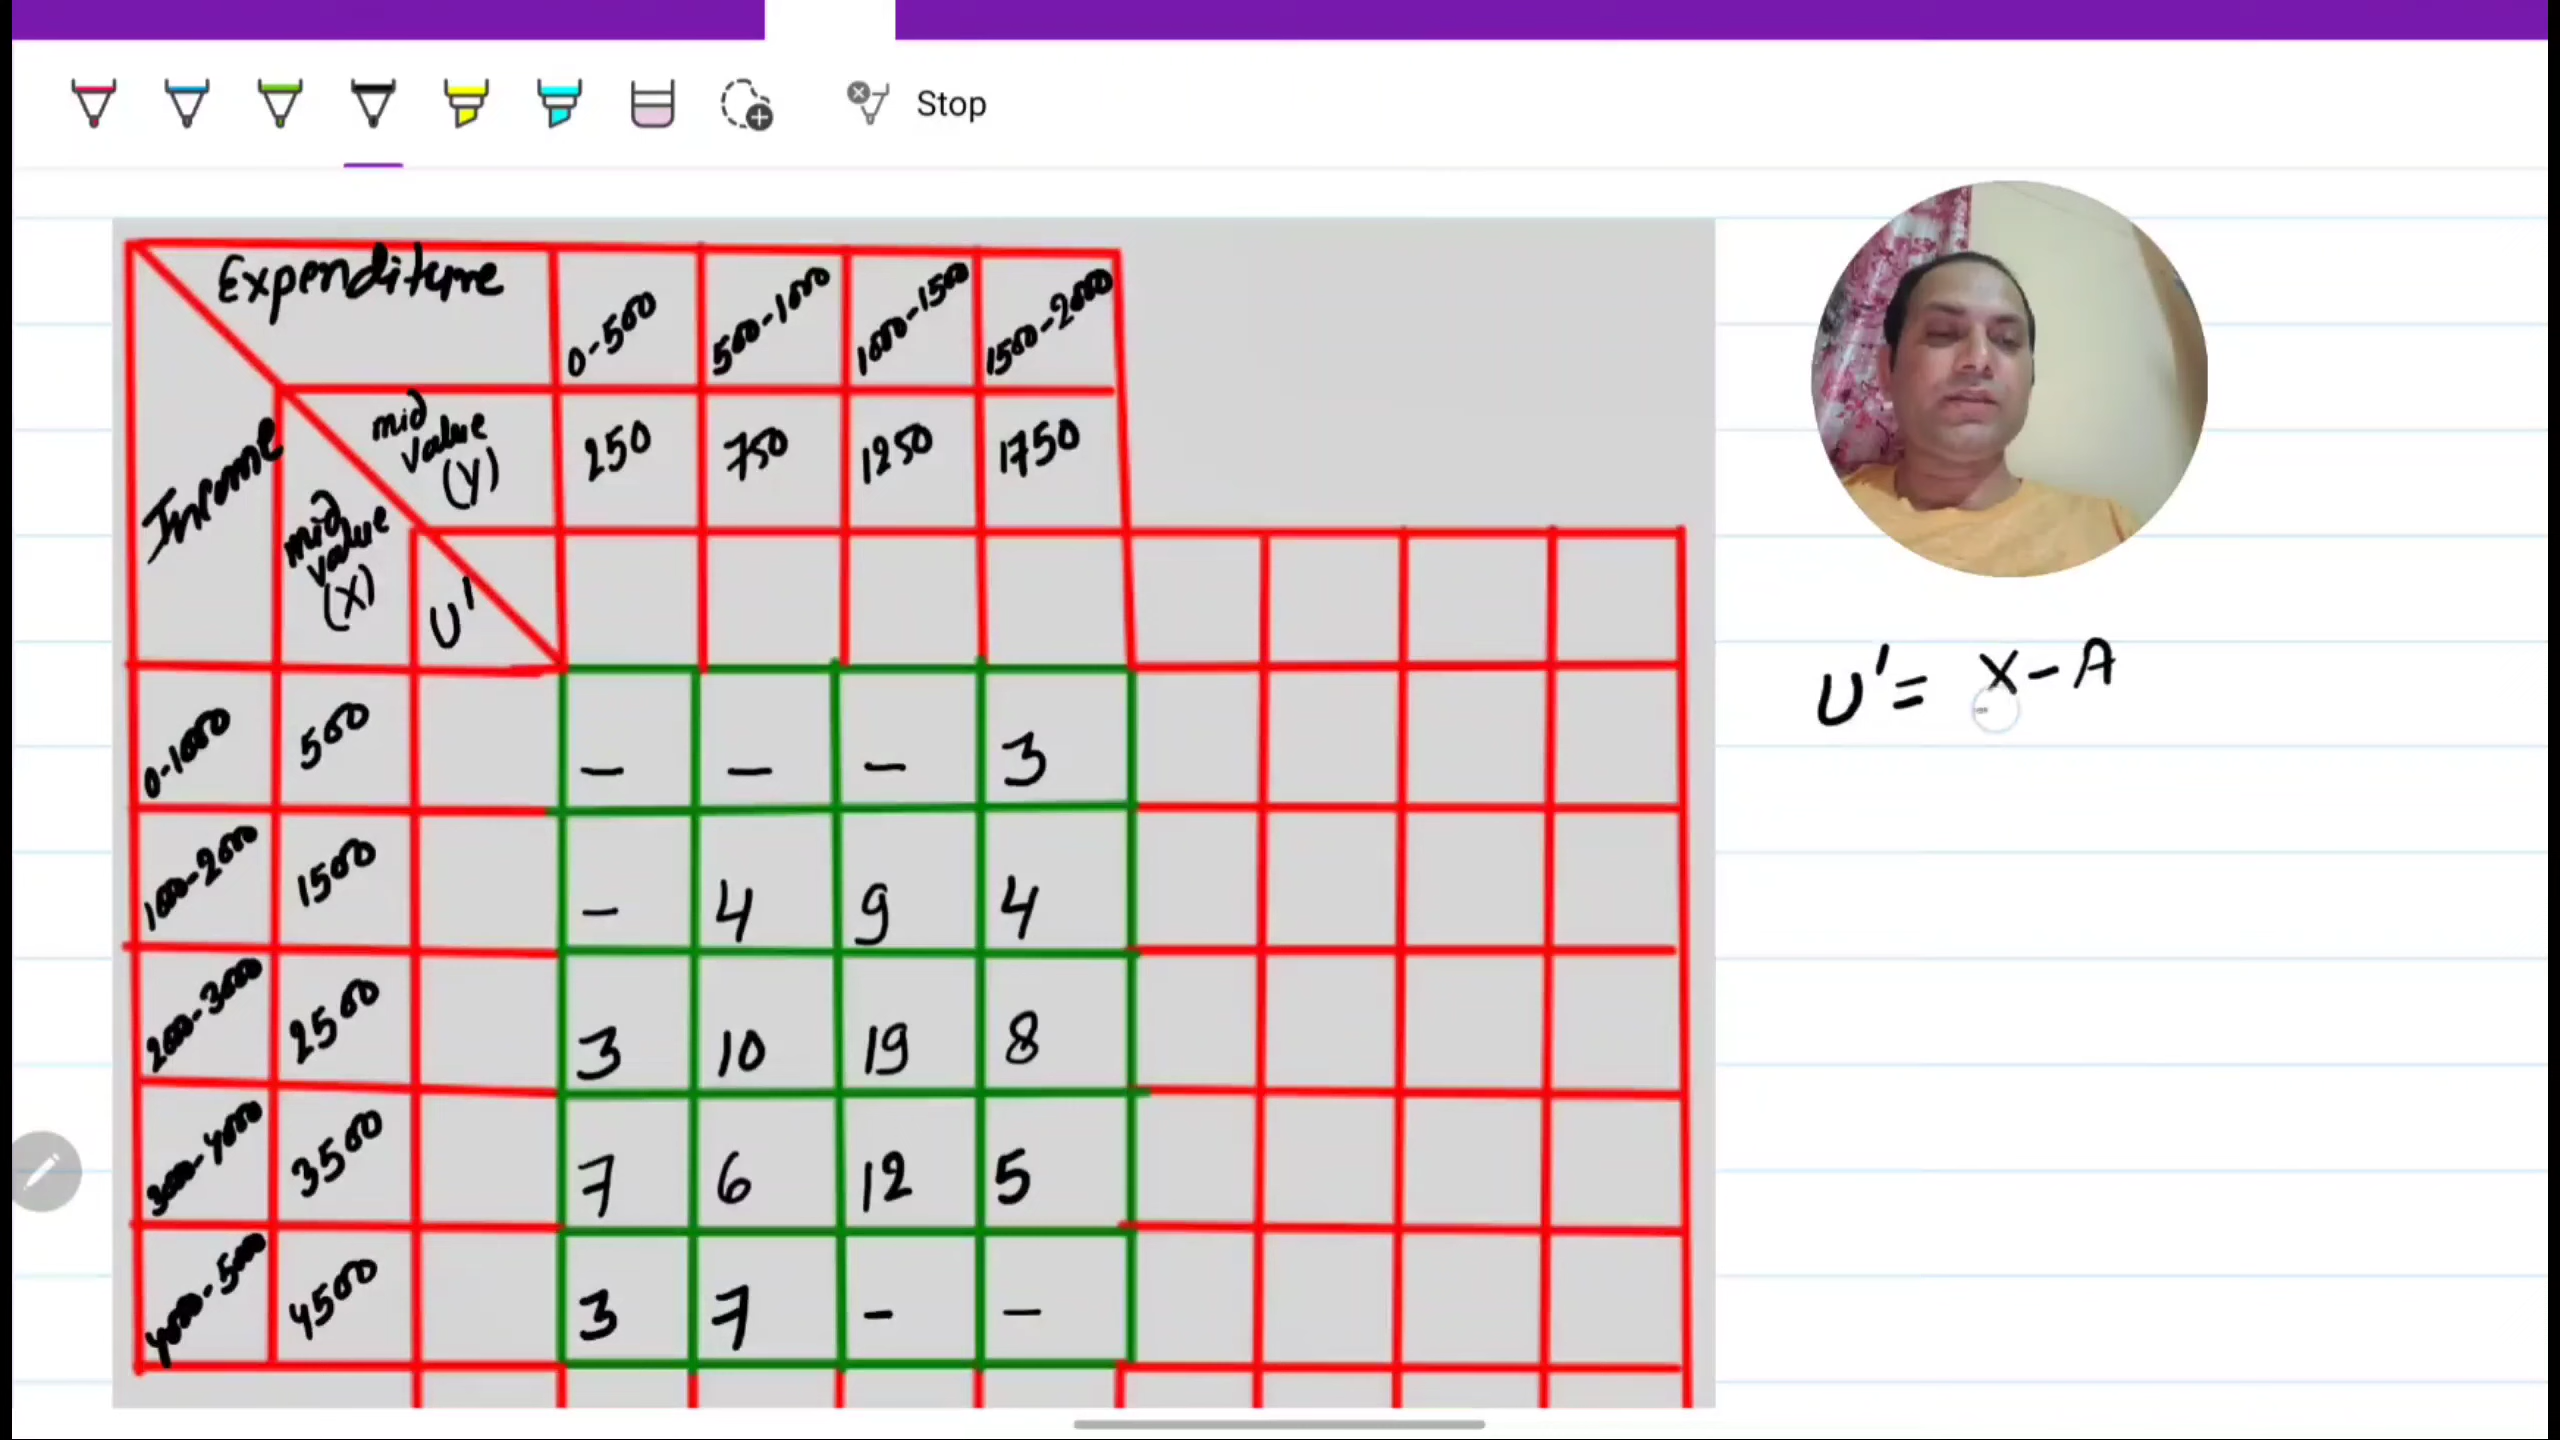 Stop
Expenditure 0-500 500-1000 1000-1500 1500-2000
Income mid value (X) mid value (Y) 250 750 1250 1750
U'
0-1000 500 - - - 3
1000-2000 1500 - 4 9 4
2000-3000 2500 3 10 19 8
3000-4000 3500 7 6 12 5
4000-5000 4500 3 7 - -
U' = X - A